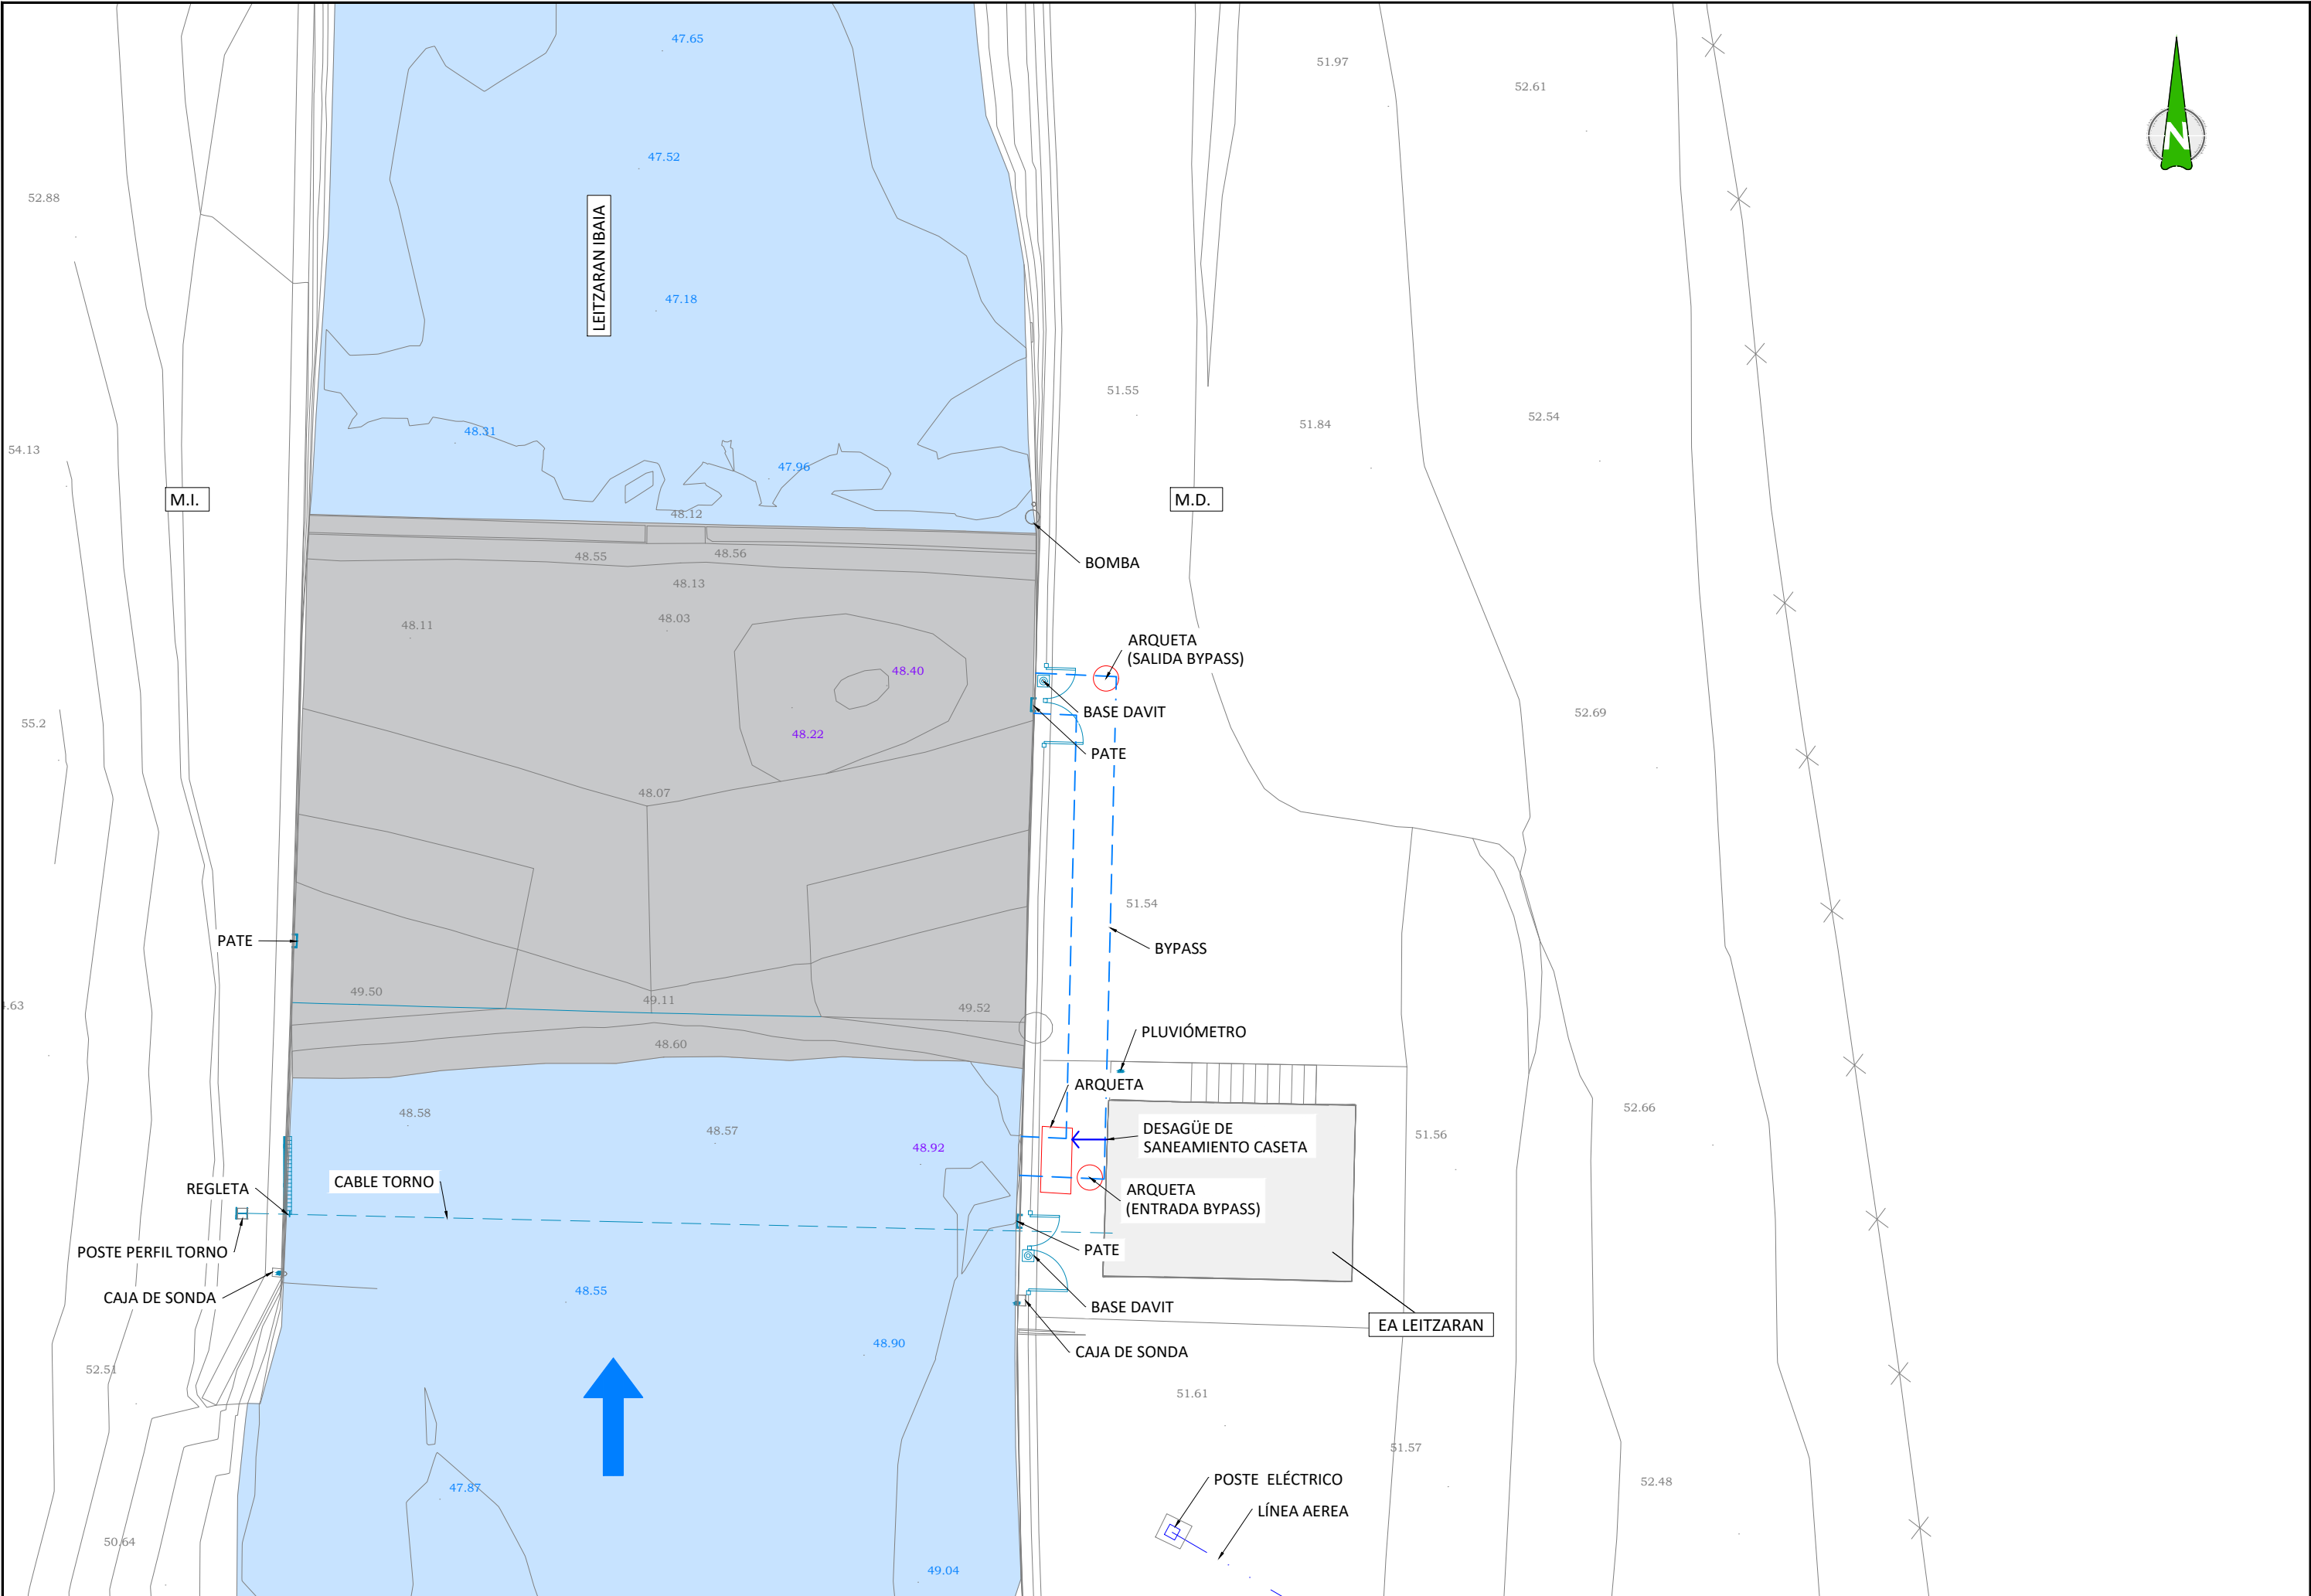 47.65
51.97
52.61
N
47.52
52.88
LEITZARAN IBAIA
47.18
51.55
52.54
51.84
48.31
54.13
47.96
M.I.
M.D.
48.12
48.55
48.56
BOMBA
48.13
48.03
48.11
ARQUETA
(SALIDA BYPASS)
48.40
BASE DAVIT
52.69
55.2
48.22
PATE
48.07
51.54
PATE
BYPASS
49.50
49.11
49.52
.63
PLUVIÓMETRO
48.60
ARQUETA
48.58
52.66
48.57
DESAGÜE DE
SANEAMIENTO CASETA
51.56
48.92
CABLE TORNO
REGLETA
ARQUETA
(ENTRADA BYPASS)
POSTE PERFIL TORNO
PATE
48.55
CAJA DE SONDA
BASE DAVIT
EA LEITZARAN
48.90
CAJA DE SONDA
52.51
51.61
51.57
POSTE ELÉCTRICO
52.48
47.87
LÍNEA AEREA
50.64
49.04